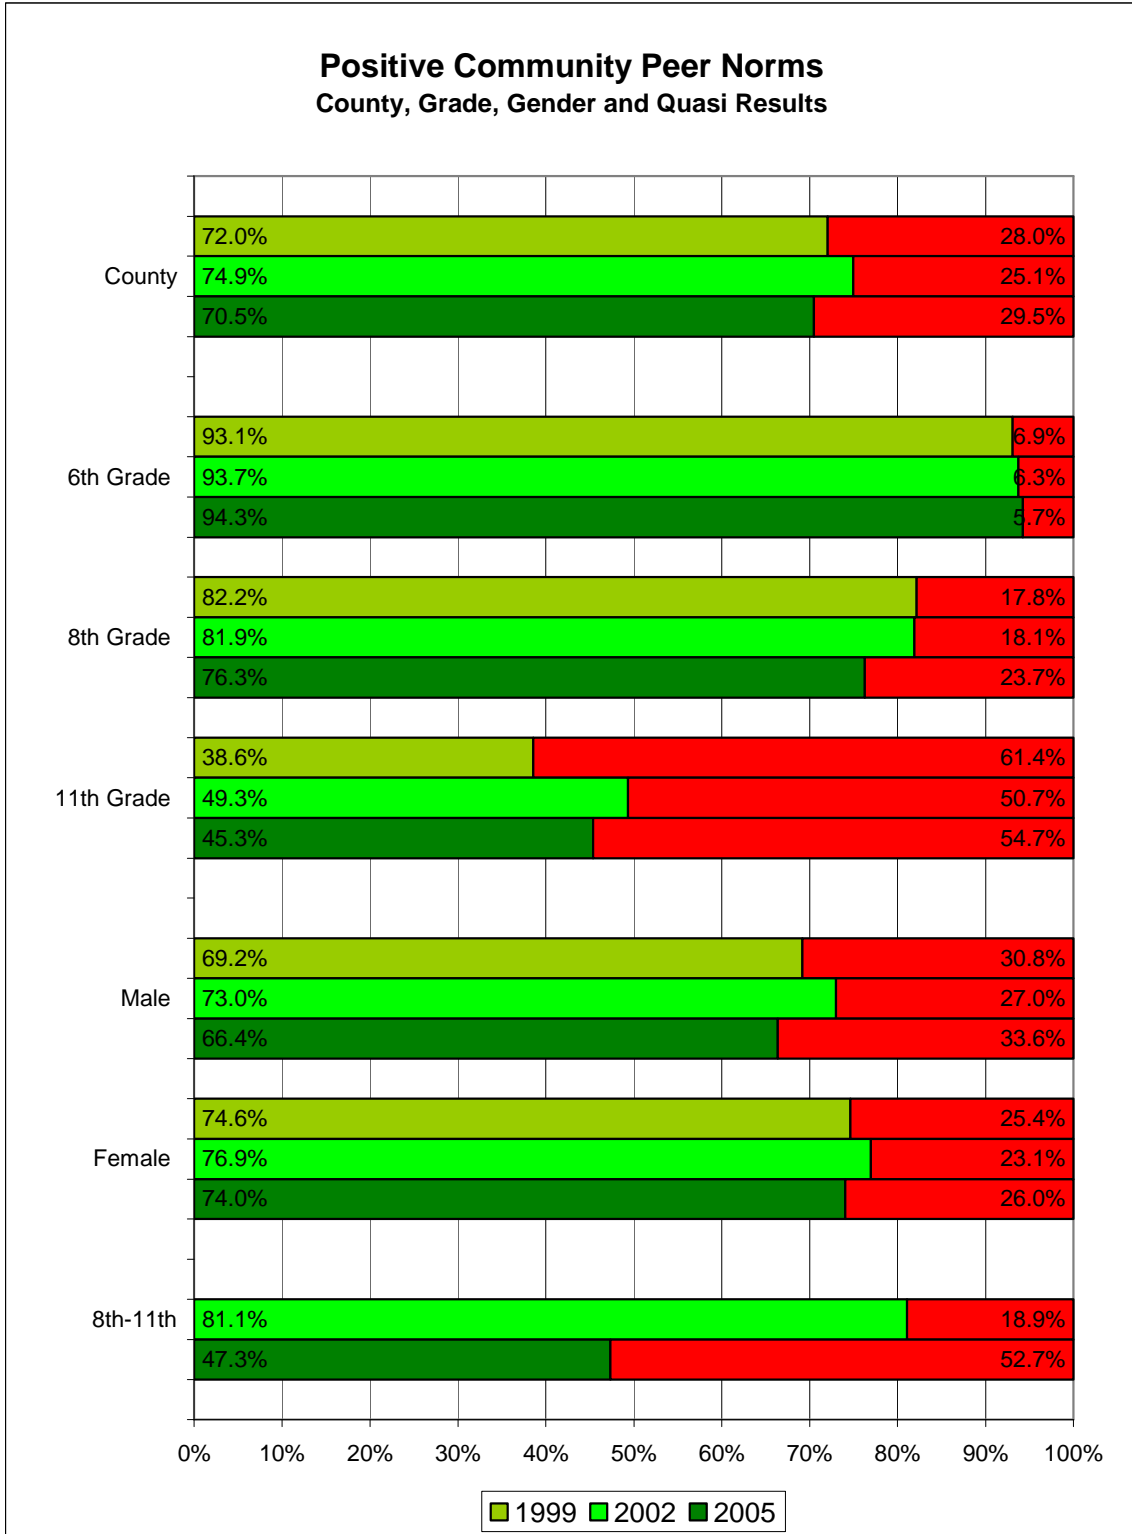 Positive Community Peer Norms
County, Grade, Gender and Quasi Results
County
72.0% 28.0%
74.9% 25.1%
70.5% 29.5%
6th Grade
93.1% 6.9%
93.7% 6.3%
94.3% 5.7%
8th Grade
82.2% 17.8%
81.9% 18.1%
76.3% 23.7%
11th Grade
38.6% 61.4%
49.3% 50.7%
45.3% 54.7%
Male
69.2% 30.8%
73.0% 27.0%
66.4% 33.6%
Female
74.6% 25.4%
76.9% 23.1%
74.0% 26.0%
8th-11th
81.1% 18.9%
47.3% 52.7%
0% 10% 20% 30% 40% 50% 60% 70% 80% 90% 100%
1999 2002 2005